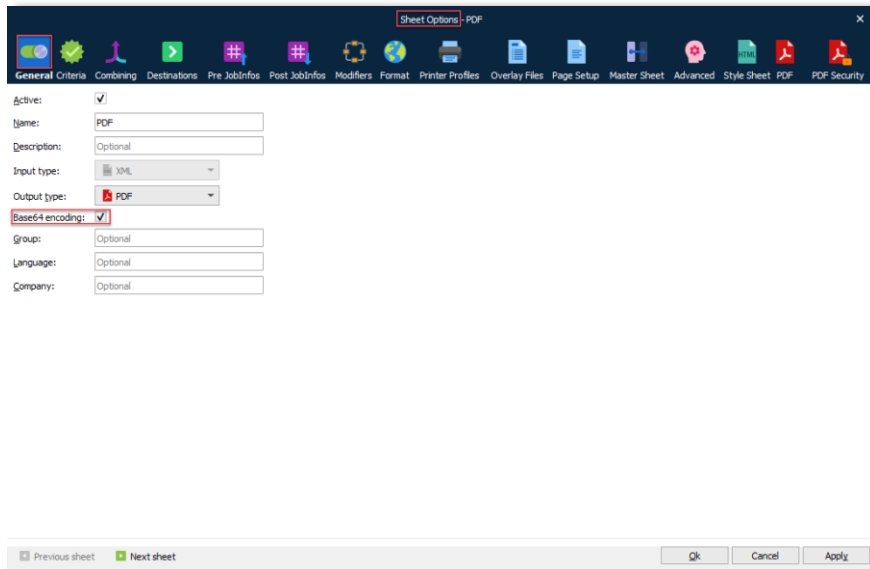 Sheet Options - PDF
HTML
General Criteria Combining Destinations Pre JobInfos Post JobInfos Modifiers Format Printer Profiles Overlay Files Page Setup Master Sheet Advanced Style Sheet PDF PDF Security
Active:
Name: PDF
Description: Optional
Input type: XML
Output type: PDF
Base64 encoding:
Group: Optional
Language: Optional
Company: Optional
Previous sheet Next sheet Ok Cancel Apply